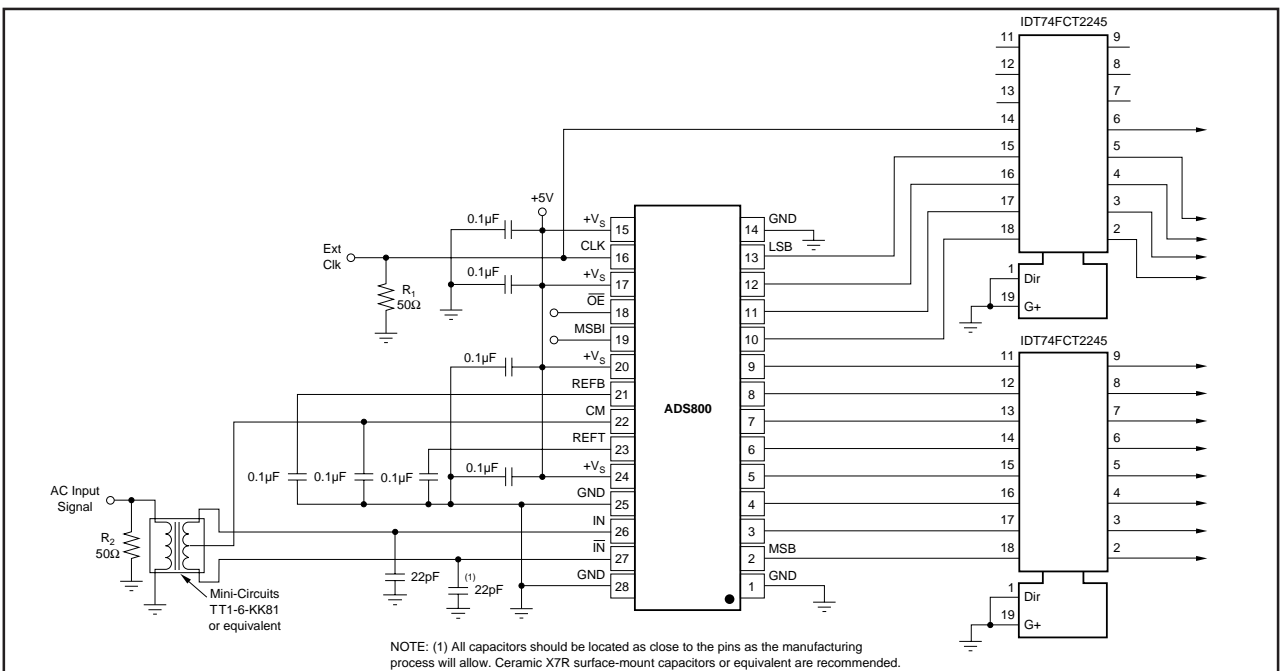 IDT74FCT2245
11 9
12 8
13 7
14 6
15 5
16 4
17 3
18 2
1 Dir
19 G+
+5V
0.1µF +VS 15
Ext Clk CLK 16
R1 50Ω
0.1µF +VS 17
OE 18
MSBI 19
0.1µF +VS 20
REFB 21
CM 22
REFT 23
0.1µF +VS 24
GND 25
IN 26
IN 27
GND 28
ADS800
14 GND
13 LSB
12
11
10
9
8
7
6
5
4
3
2 MSB
1 GND
0.1µF 0.1µF 0.1µF
AC Input
Signal
R2
50Ω
22pF
(1)
22pF
Mini-Circuits
TT1-6-KK81
or equivalent
IDT74FCT2245
11 9
12 8
13 7
14 6
15 5
16 4
17 3
18 2
1 Dir
19 G+
NOTE: (1) All capacitors should be located as close to the pins as the manufacturing
process will allow. Ceramic X7R surface-mount capacitors or equivalent are recommended.